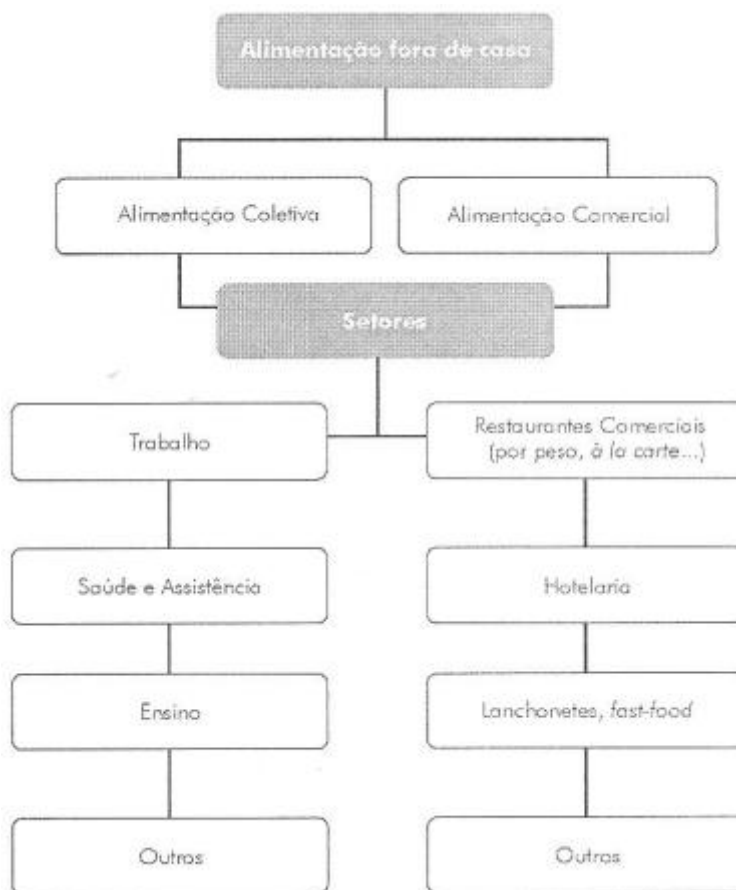 Alimentação fora de casa
Alimentação Coletiva
Alimentação Comercial
Setores
Trabalho
Restaurantes Comerciais
(por peso, à la carte...)
Saúde e Assistência
Hotelaria
Ensino
Lanchonetes, fast-food
Outros
Outros